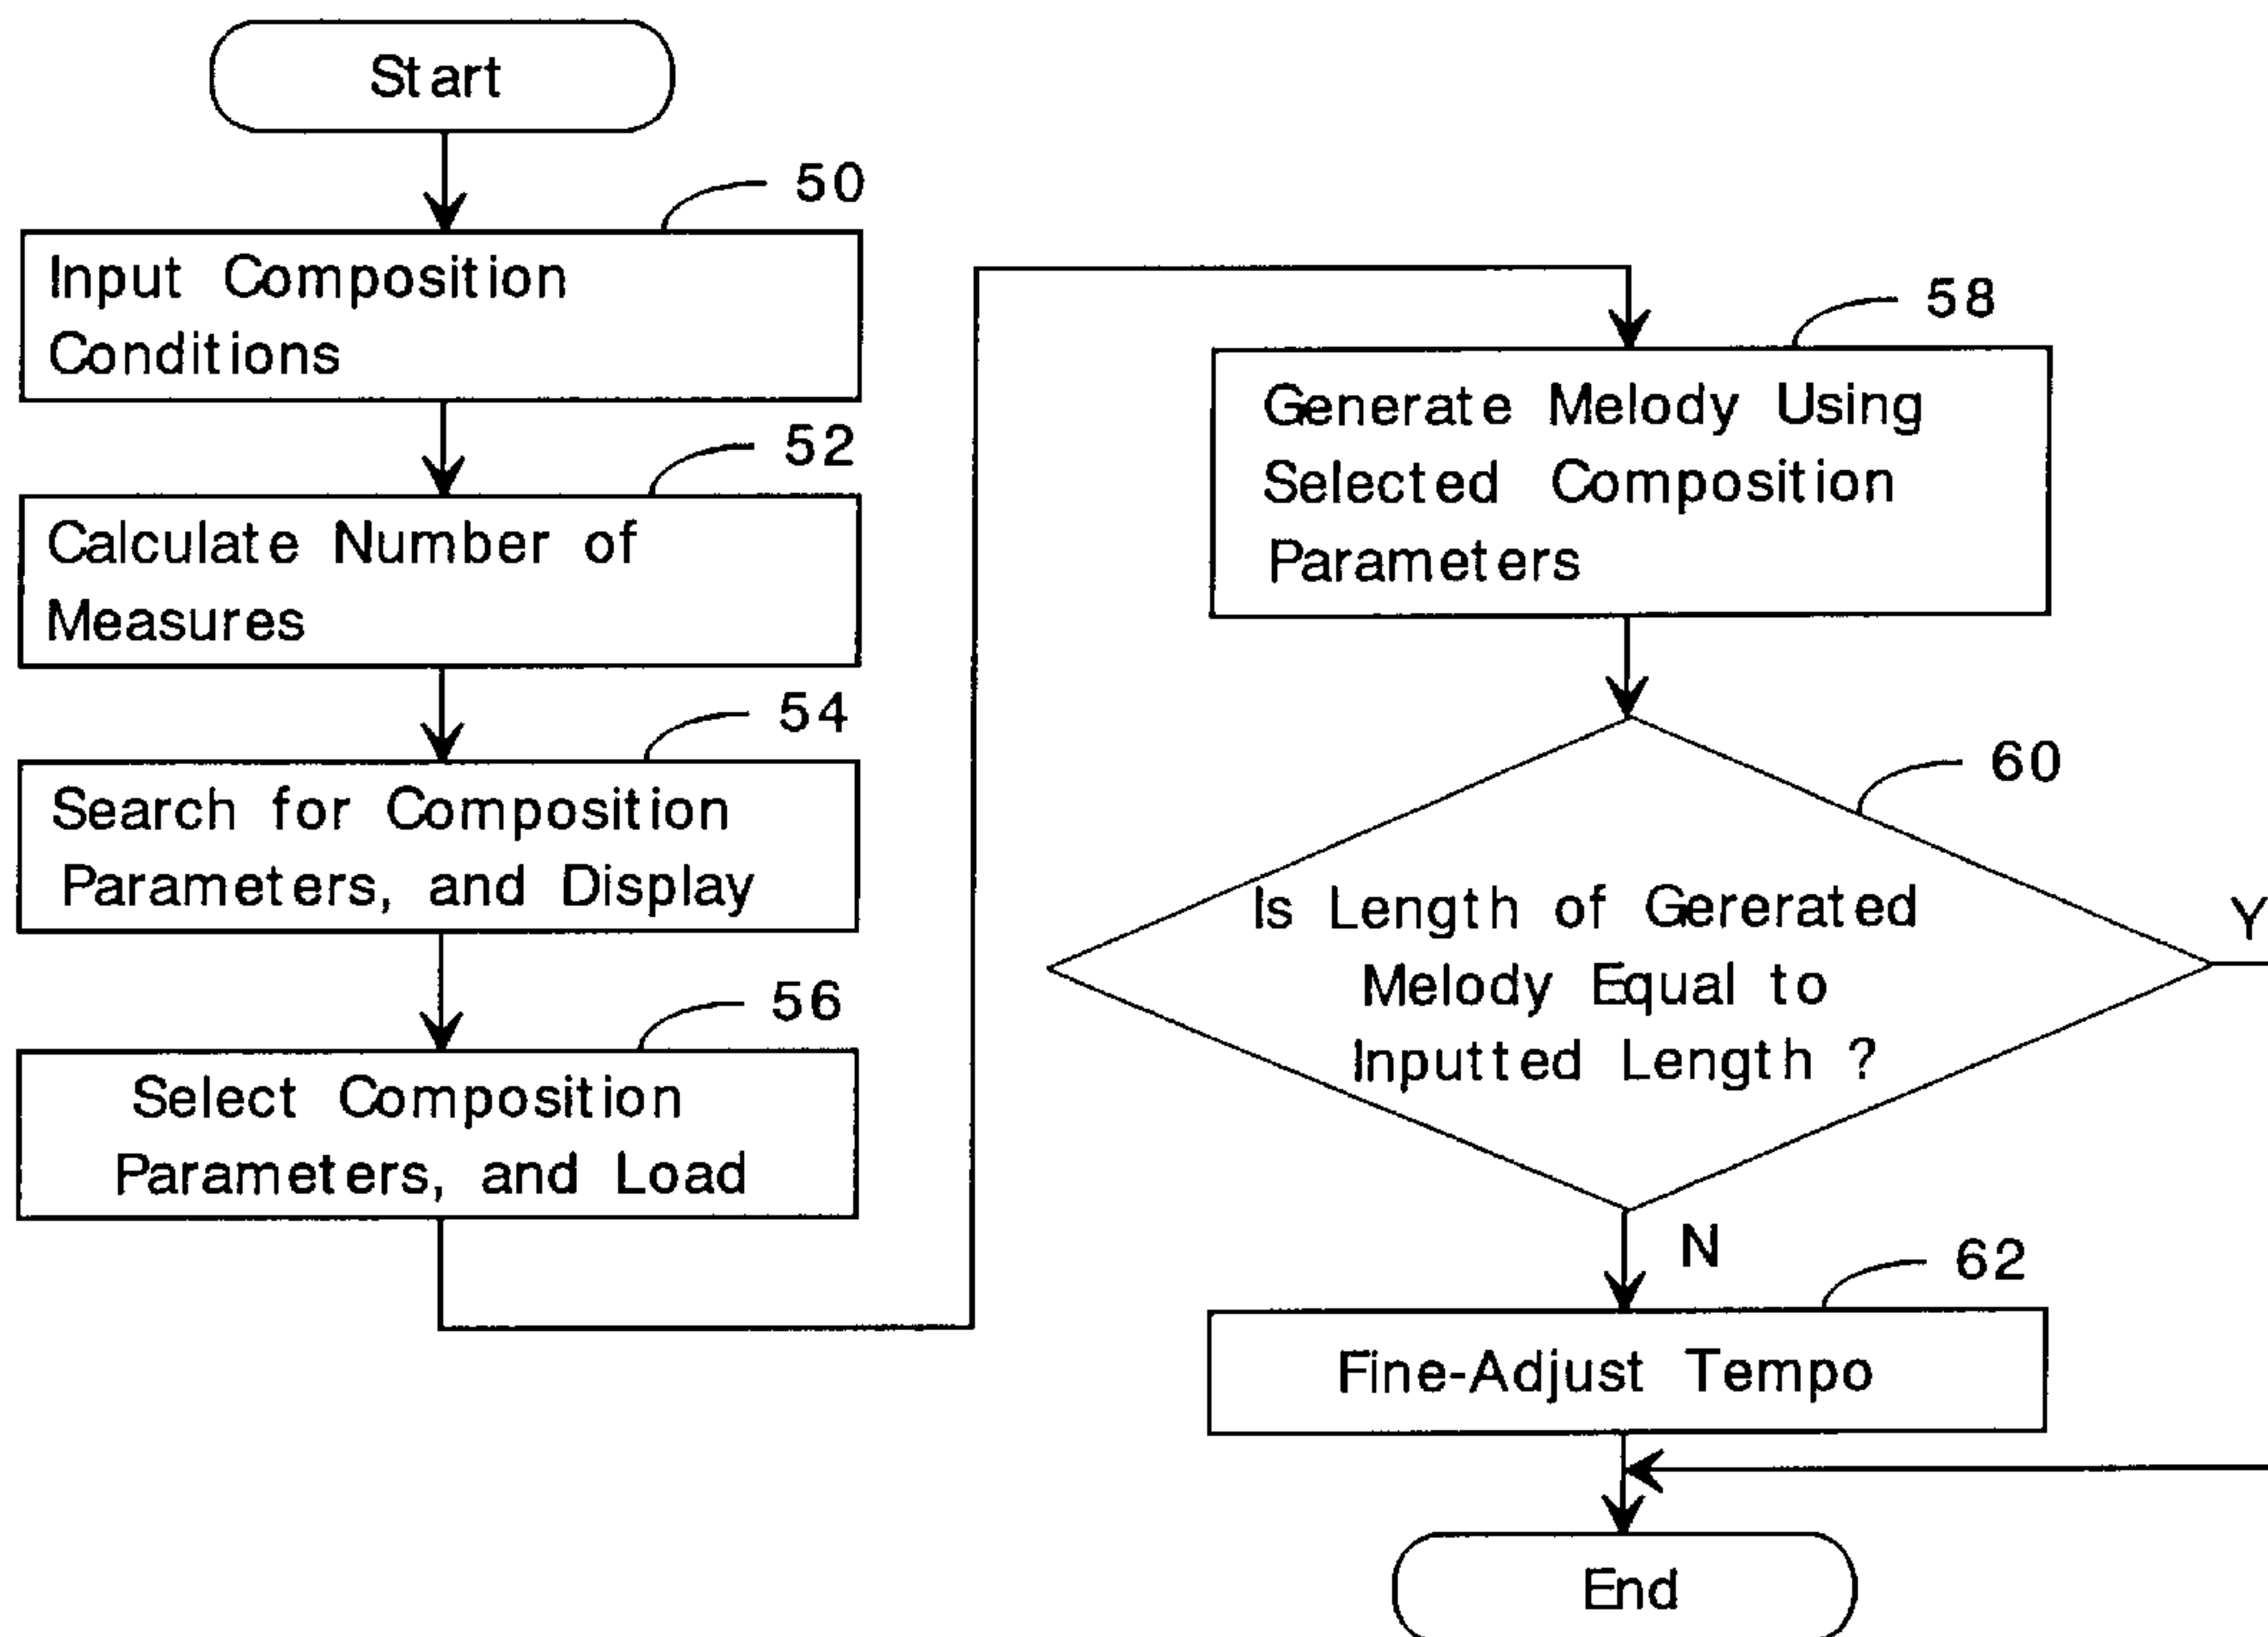 Start
50
Input Composition
Conditions
52
Calculate Number of
Measures
54
Search for Composition
Parameters, and Display
56
Select Composition
Parameters, and Load
58
Generate Melody Using
Selected Composition
Parameters
60
Is Length of Gererated
Melody Equal to
Inputted Length ?
Y
N
62
Fine-Adjust Tempo
End